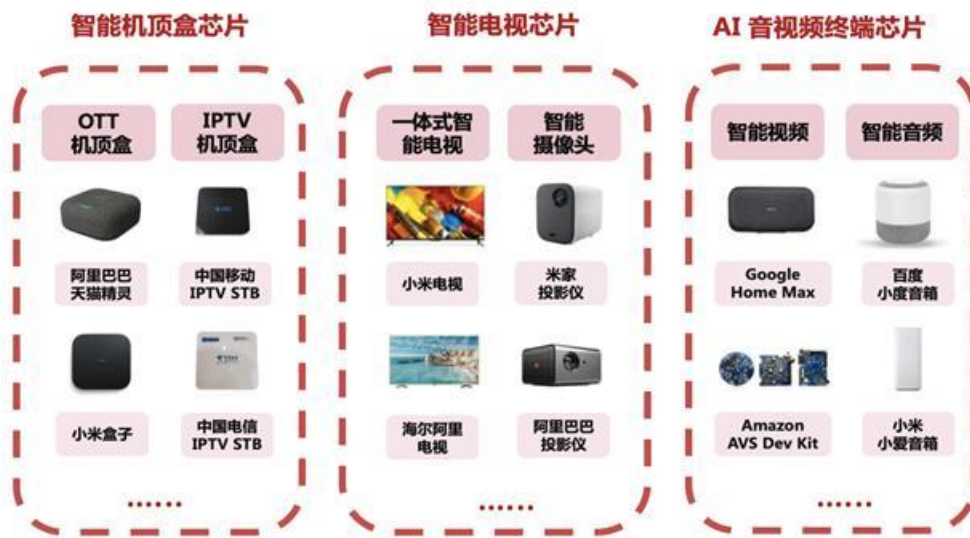 智能机顶盒芯片
OTT
机顶盒
IPTV
机顶盒
阿里巴巴
天猫精灵
中国移动
IPTV STB
小米盒子
中国电信
IPTV STB
......
智能电视芯片
一体式智
能电视
智能
摄像头
小米电视
米家
投影仪
海尔阿里
电视
阿里巴巴
投影仪
......
AI 音视频终端芯片
智能视频
智能音频
Google
Home Max
百度
小度音箱
Amazon
AVS Dev Kit
小米
小爱音箱
......